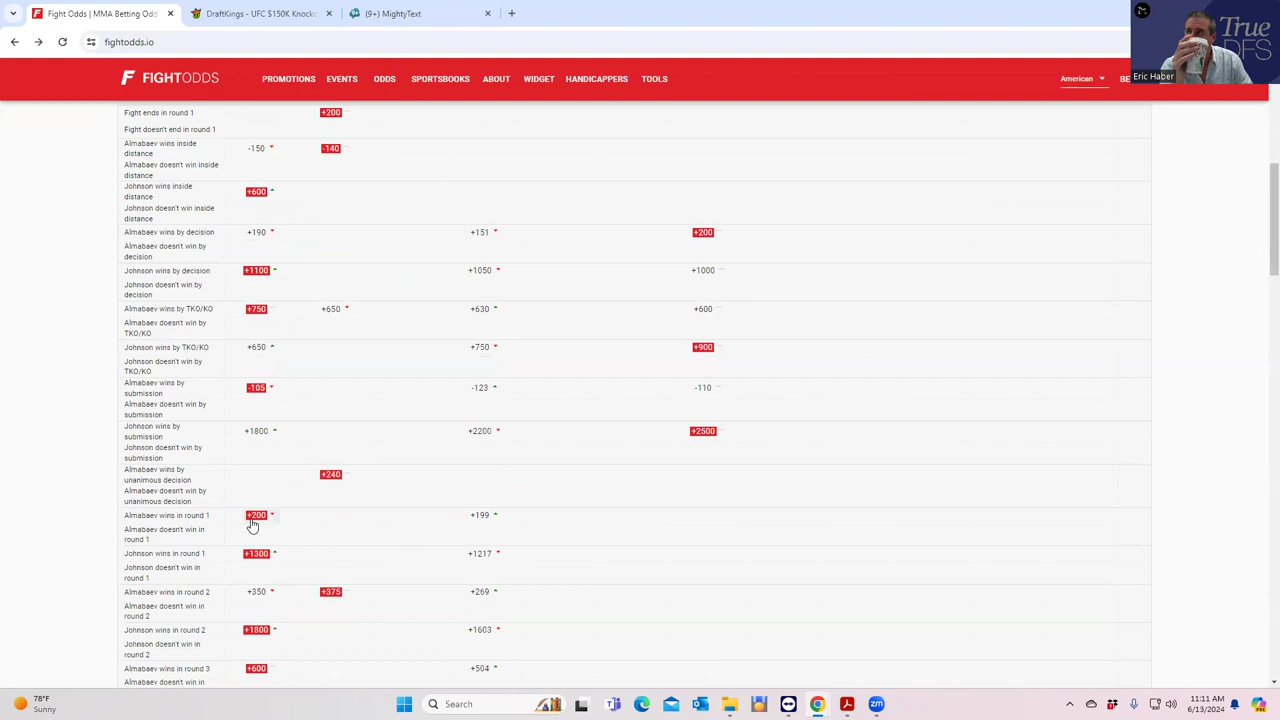 Fight Odds | MMA Betting Odd
DraftKings - UFC $150K Knocko
(9+) MightyText
fightodds.io
True
DFS
Eric Haber
FIGHTODDS
PROMOTIONS EVENTS ODDS SPORTSBOOKS ABOUT WIDGET HANDICAPPERS TOOLS
American
BE
Fight ends in round 1 +200
Fight doesn't end in round 1
Almabaev wins inside
distance
-150 -140
Almabaev doesn't win inside
distance
Johnson wins inside
distance
+600
Johnson doesn't win inside
distance
Almabaev wins by decision +190 +151 +200
Almabaev doesn't win by
decision
Johnson wins by decision +1100 +1050 +1000
Johnson doesn't win by
decision
Almabaev wins by TKO/KO +750 +650 +630 +600
Almabaev doesn't win by
TKO/KO
Johnson wins by TKO/KO +650 +750 +900
Johnson doesn't win by
TKO/KO
Almabaev wins by
submission
-105 -123 -110
Almabaev doesn't win by
submission
Johnson wins by
submission
+1800 +2200 +2500
Johnson doesn't win by
submission
Almabaev wins by
unanimous decision
+240
Almabaev doesn't win by
unanimous decision
Almabaev wins in round 1 +200 +199
Almabaev doesn't win in
round 1
Johnson wins in round 1 +1300 +1217
Johnson doesn't win in
round 1
Almabaev wins in round 2 +350 +375 +269
Almabaev doesn't win in
round 2
Johnson wins in round 2 +1800 +1603
Johnson doesn't win in
round 2
Almabaev wins in round 3 +600 +504
Almabaev doesn't win in
78°F
Sunny
Search
11:11 AM
6/13/2024